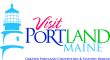 Visit
PORTLAND
MAINE
GREATER PORTLAND CONVENTION & VISITORS BUREAU